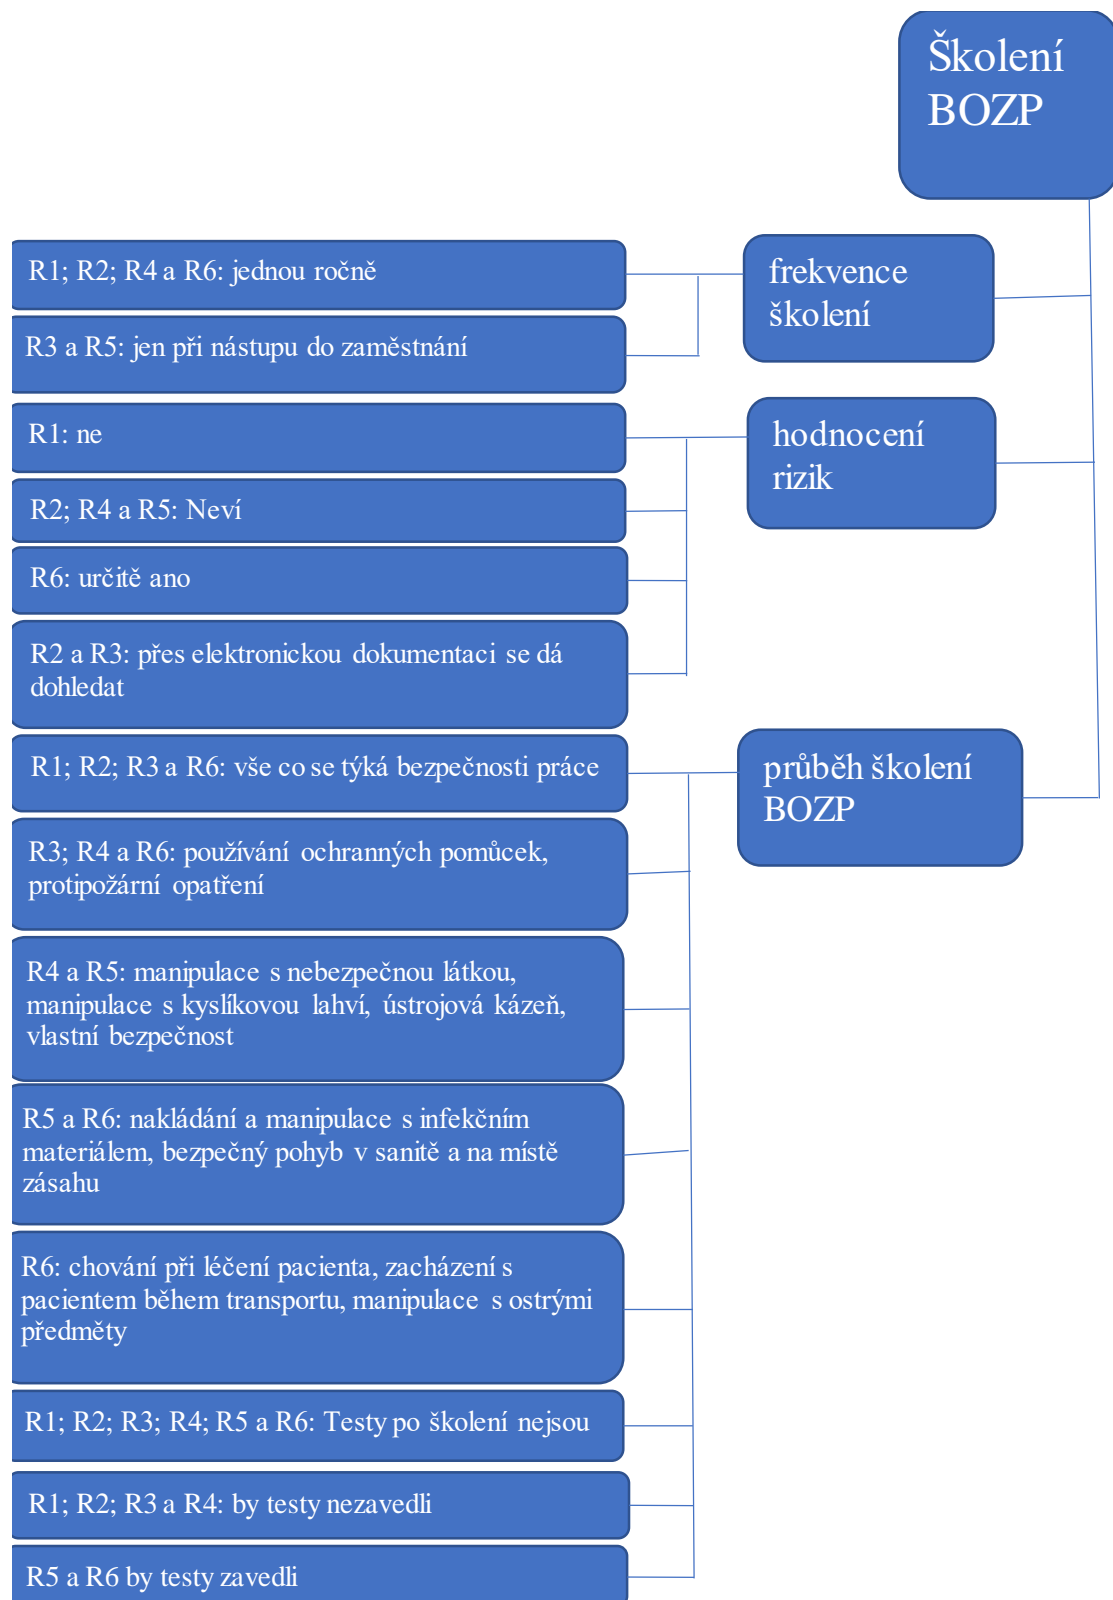 Školení
BOZP
frekvence
školení
R1; R2; R4 a R6: jednou ročně
R3 a R5: jen při nástupu do zaměstnání
hodnocení
rizik
R1: ne
R2; R4 a R5: Neví
R6: určitě ano
R2 a R3: přes elektronickou dokumentaci se dá
dohledat
průběh školení
BOZP
R1; R2; R3 a R6: vše co se týká bezpečnosti práce
R3; R4 a R6: používání ochranných pomůcek,
protipožární opatření
R4 a R5: manipulace s nebezpečnou látkou,
manipulace s kyslíkovou lahví, ústrojová kázeň,
vlastní bezpečnost
R5 a R6: nakládání a manipulace s infekčním
materiálem, bezpečný pohyb v sanitě a na místě
zásahu
R6: chování při léčení pacienta, zacházení s
pacientem během transportu, manipulace s ostrými
předměty
R1; R2; R3; R4; R5 a R6: Testy po školení nejsou
R1; R2; R3 a R4: by testy nezavedli
R5 a R6 by testy zavedli